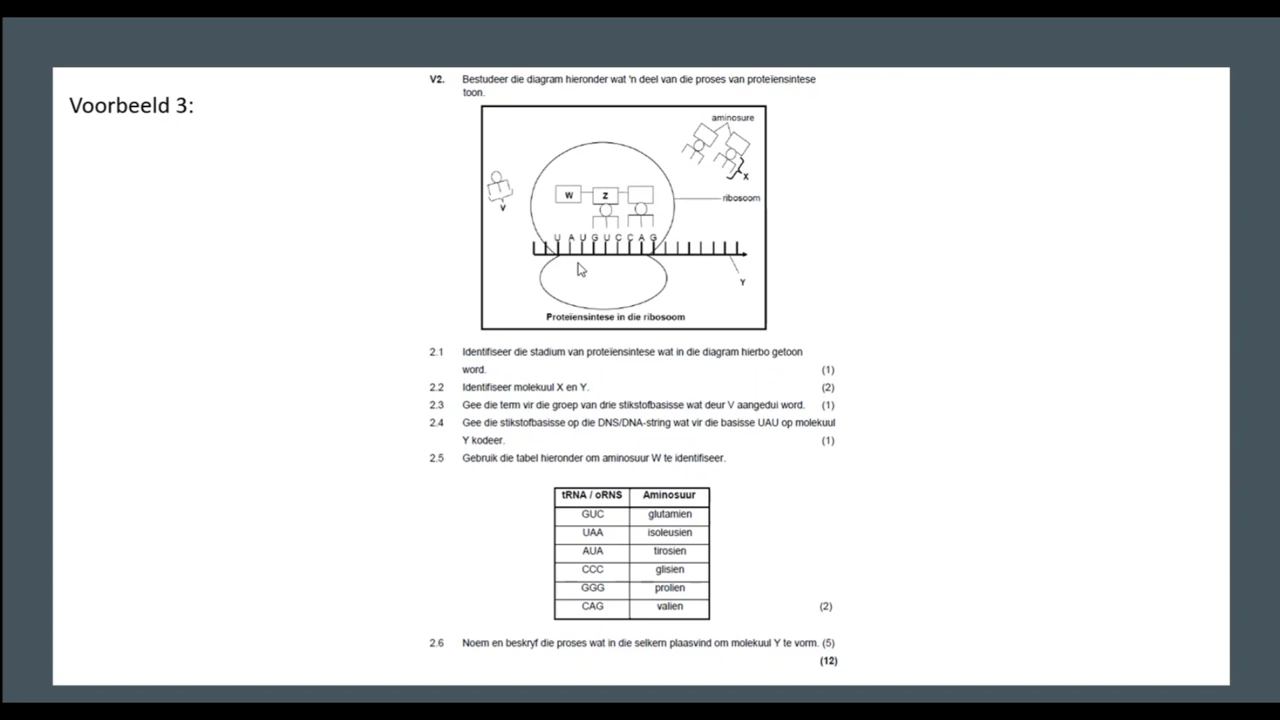 Voorbeeld 3:
V2. Bestudeer die diagram hieronder wat 'n deel van die proses van proteïensintese
toon.
aminosure
X
V
W Z
ribosoom
U A U G U C C A G
Y
Proteïensintese in die ribosoom
2.1 Identifiseer die stadium van proteïensintese wat in die diagram hierbo getoon
word. (1)
2.2 Identifiseer molekuul X en Y. (2)
2.3 Gee die term vir die groep van drie stikstofbasisse wat deur V aangedui word. (1)
2.4 Gee die stikstofbasisse op die DNS/DNA-string wat vir die basisse UAU op molekuul
Y kodeer. (1)
2.5 Gebruik die tabel hieronder om aminosuur W te identifiseer.
tRNA / oRNS Aminosuur
GUC glutamien
UAA isoleusien
AUA tirosien
CCC glisien
GGG prolien
CAG valien (2)
2.6 Noem en beskryf die proses wat in die selkern plaasvind om molekuul Y te vorm. (5)
(12)